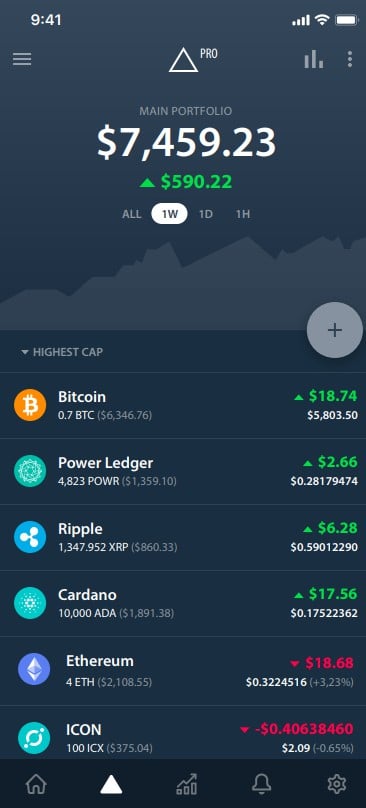 9:41
PRO
MAIN PORTFOLIO
$7,459.23
$590.22
ALL 1W 1D 1H
HIGHEST CAP
Bitcoin $18.74
0.7 BTC ($6,346.76) $5,803.50
Power Ledger $2.66
4,823 POWR ($1,359.10) $0.28179474
Ripple $6.28
1,347.952 XRP ($860.33) $0.59012290
Cardano $17.56
10,000 ADA ($1,891.38) $0.17522362
Ethereum $18.68
4 ETH ($2,108.55) $0.3224516 (+3,23%)
ICON -$0.40638460
100 ICX ($375.04) $2.09 (-0.65%)